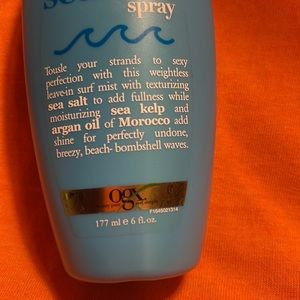 spray
Tousle your strands to sexy
perfection with this weightless
leave-in surf mist with texturizing
sea salt to add fullness while
moisturizing sea kelp and
argan oil of Morocco add
shine for perfectly undone,
breezy, beach- bombshell waves.
ogx
177 ml e 6 fl. oz.